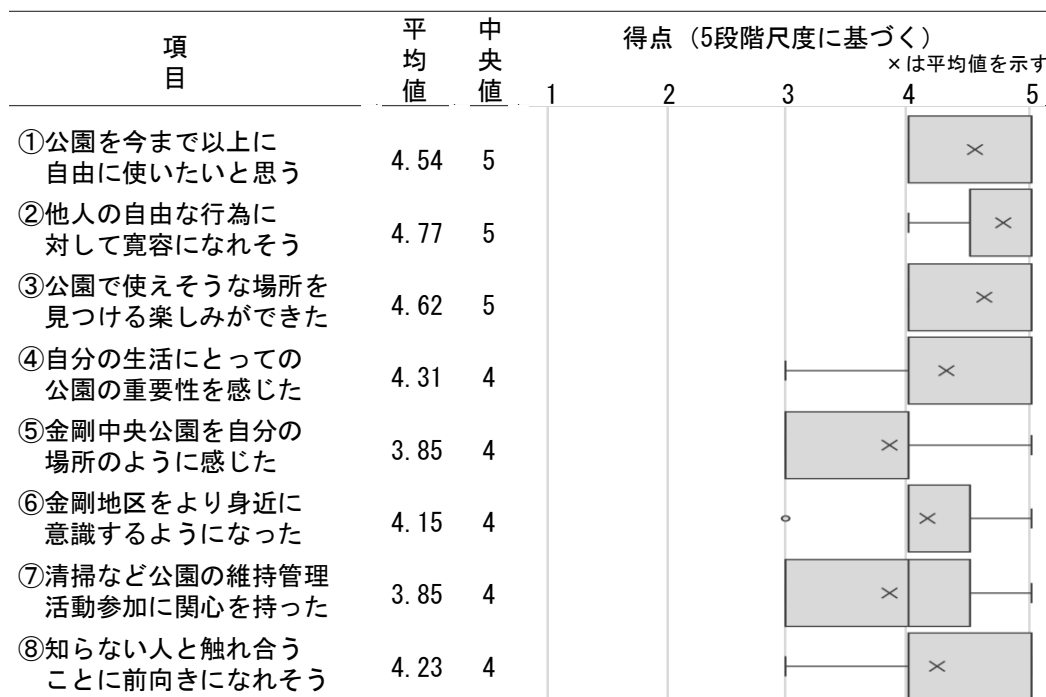 項目
平均値
中央値
得点（5段階尺度に基づく）
×は平均値を示す
1 2 3 4 5
①公園を今まで以上に
自由に使いたいと思う
4.54 5
②他人の自由な行為に
対して寛容になれそう
4.77 5
③公園で使えそうな場所を
見つける楽しみができた
4.62 5
④自分の生活にとっての
公園の重要性を感じた
4.31 4
⑤金剛中央公園を自分の
場所のように感じた
3.85 4
⑥金剛地区をより身近に
意識するようになった
4.15 4
⑦清掃など公園の維持管理
活動参加に関心を持った
3.85 4
⑧知らない人と触れ合う
ことに前向きになれそう
4.23 4